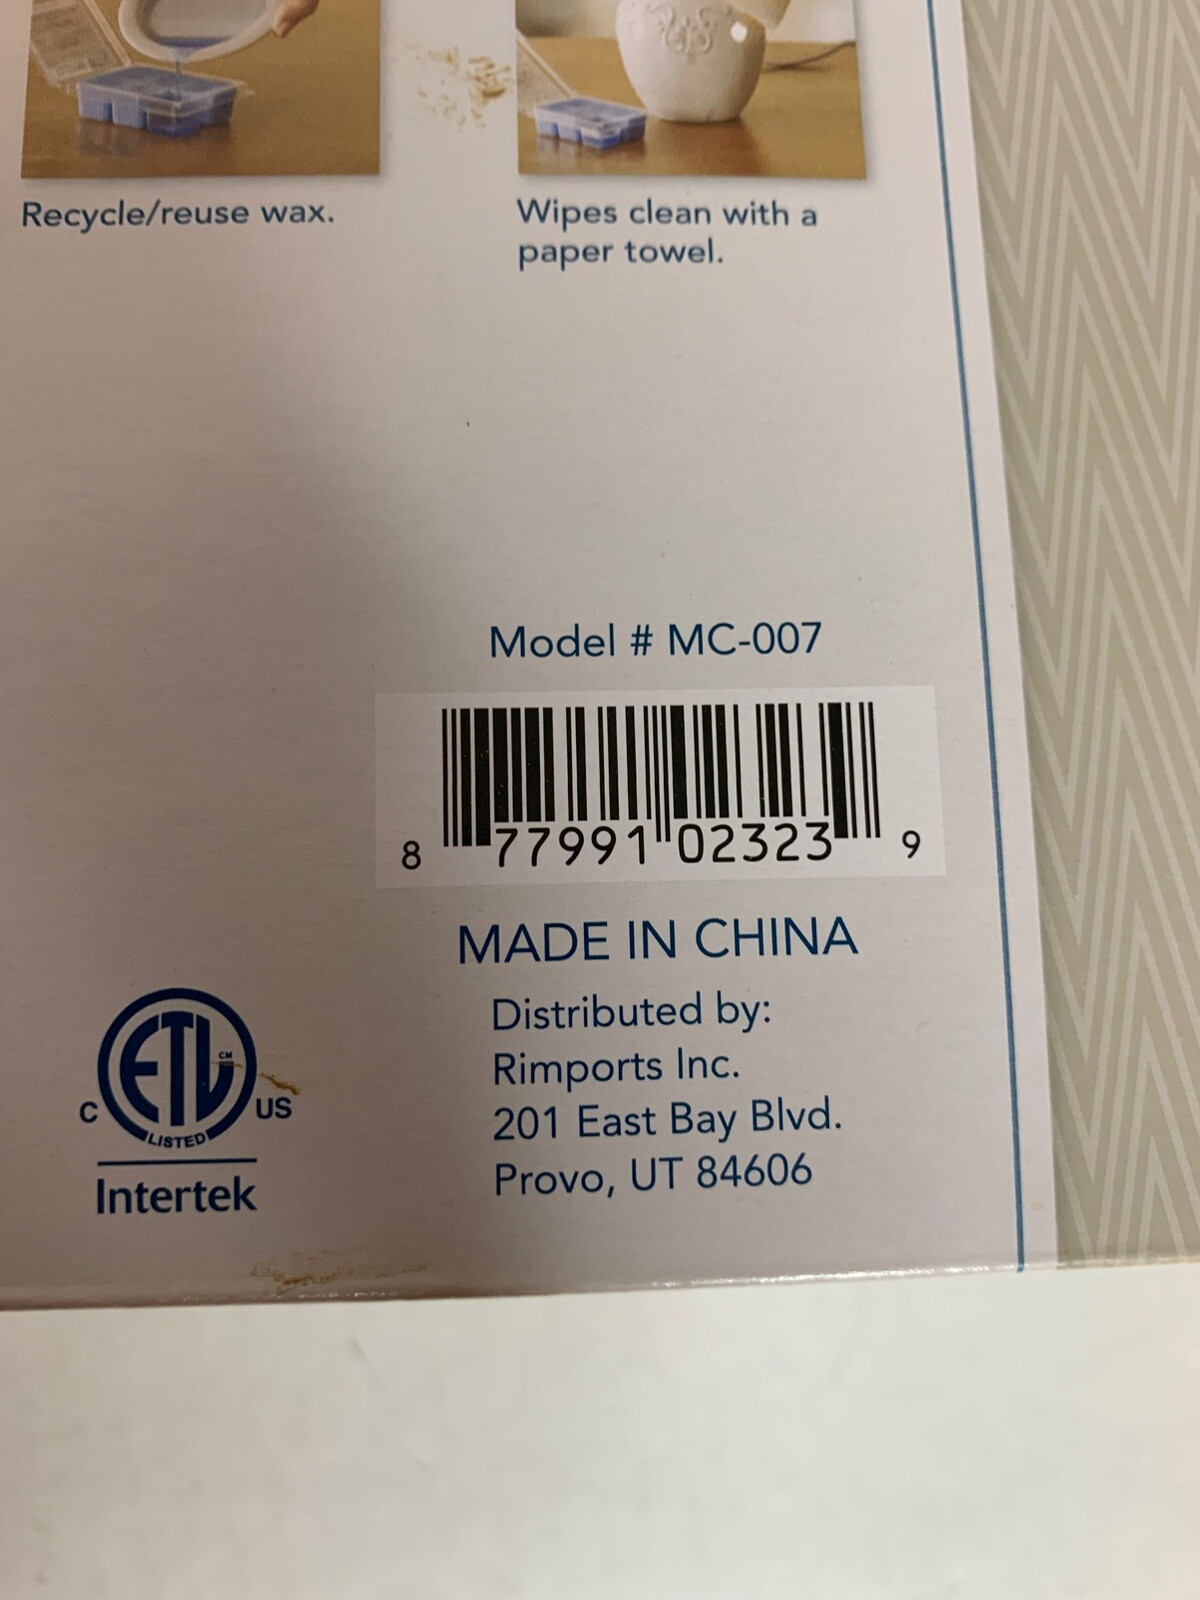 Recycle/reuse wax.
Wipes clean with a
paper towel.
Model # MC-007
8 77991 02323 9
MADE IN CHINA
Distributed by:
Rimports Inc.
201 East Bay Blvd.
Provo, UT 84606
ETL CM
C US
LISTED
Intertek